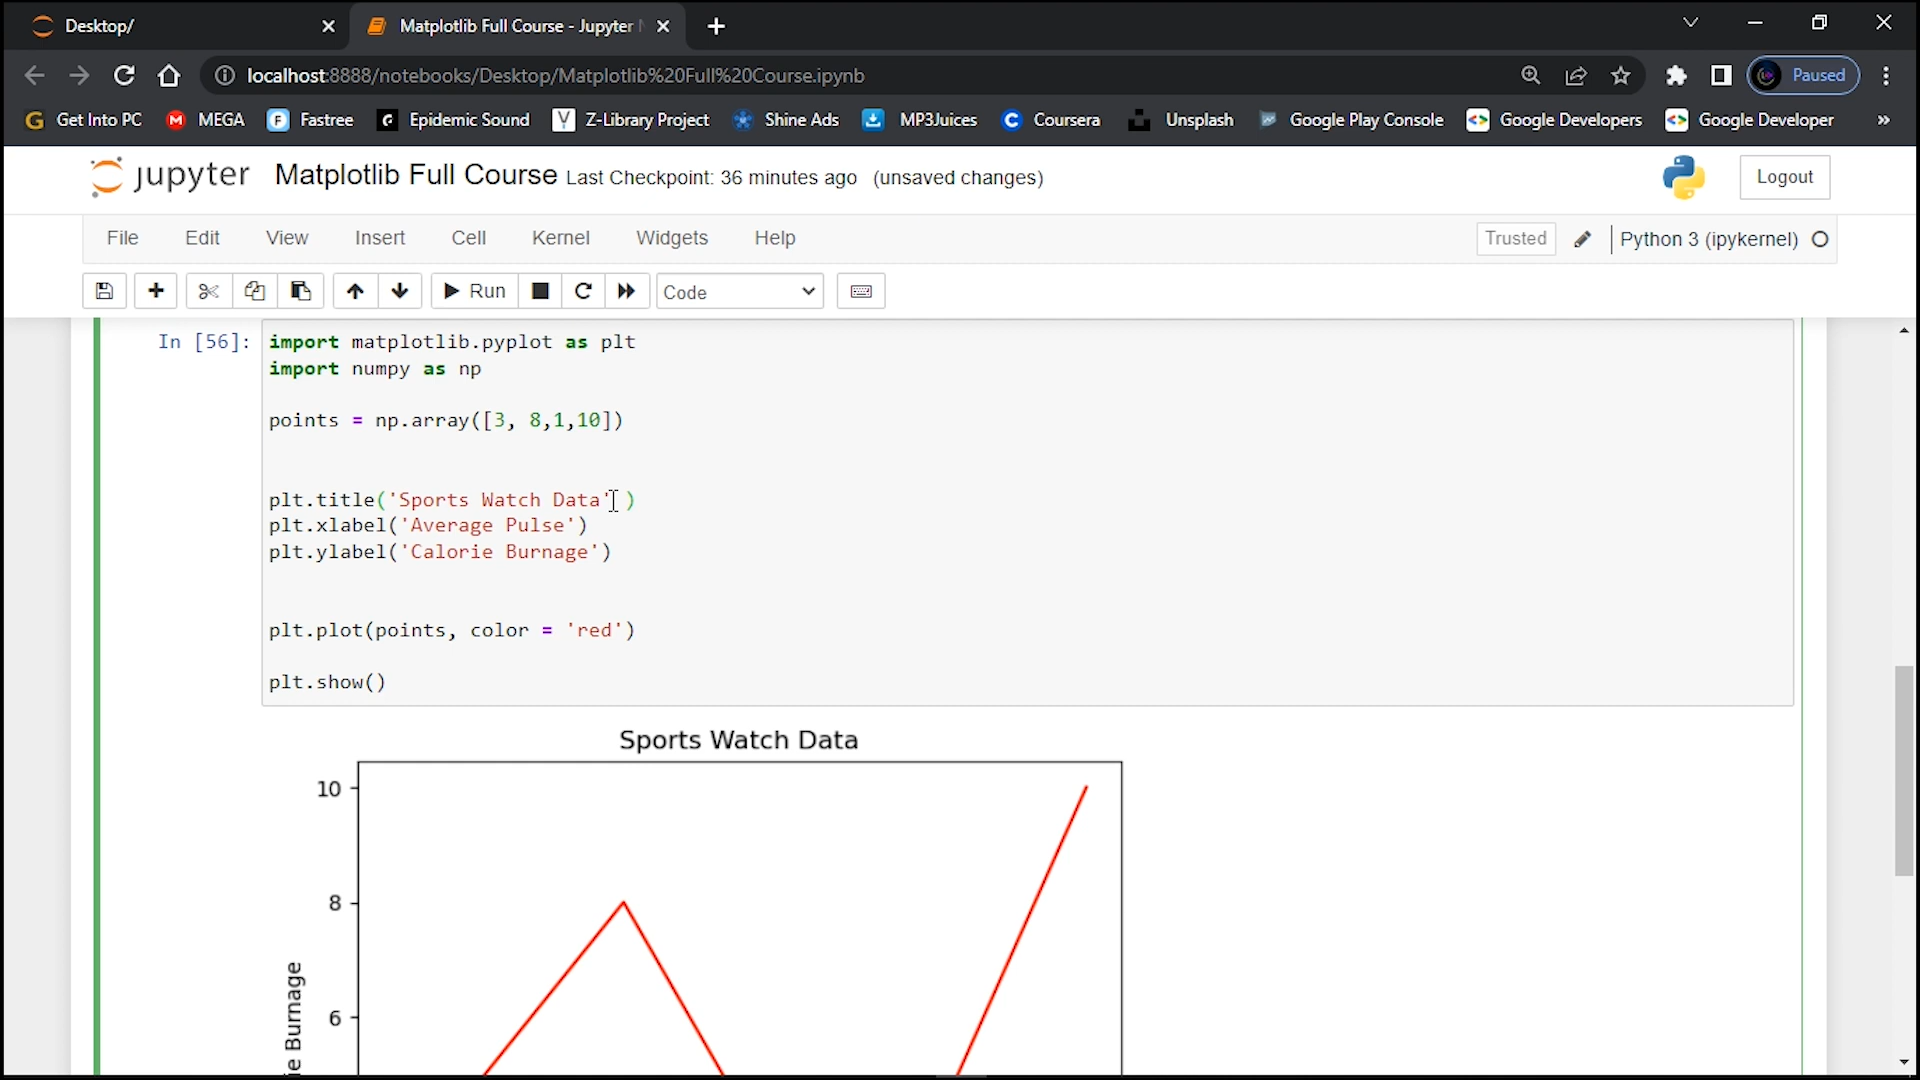 Desktop/
Matplotlib Full Course - Jupyter
localhost:8888/notebooks/Desktop/Matplotlib%20Full%20Course.ipynb
Paused
Get Into PC
MEGA
Fastree
Epidemic Sound
Z-Library Project
Shine Ads
MP3Juices
Coursera
Unsplash
Google Play Console
Google Developers
Google Developer
»
jupyter Matplotlib Full Course Last Checkpoint: 36 minutes ago (unsaved changes)
Logout
File Edit View Insert Cell Kernel Widgets Help
Trusted
Python 3 (ipykernel)
Run
Code
In [56]:
import matplotlib.pyplot as plt
import numpy as np
points = np.array([3, 8,1,10])
plt.title('Sports Watch Data' )
plt.xlabel('Average Pulse')
plt.ylabel('Calorie Burnage')
plt.plot(points, color = 'red')
plt.show()
Sports Watch Data
10
8
6
ie Burnage